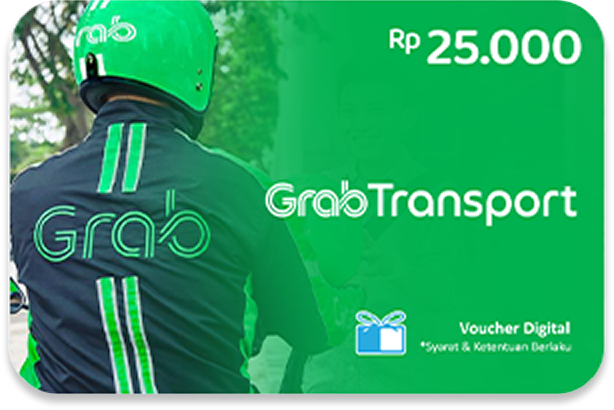 Grab
Rp 25.000
GrabTransport
Grab
Voucher Digital
*Syarat & Ketentuan Berlaku